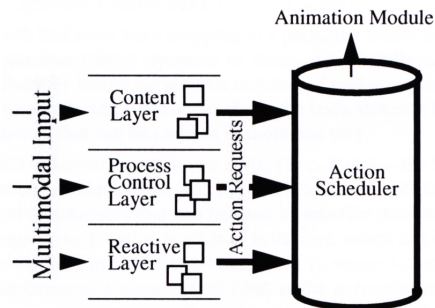 Animation Module
Multimodal Input
Content
Layer
Process
Control
Layer
Reactive
Layer
Action Requests
Action
Scheduler